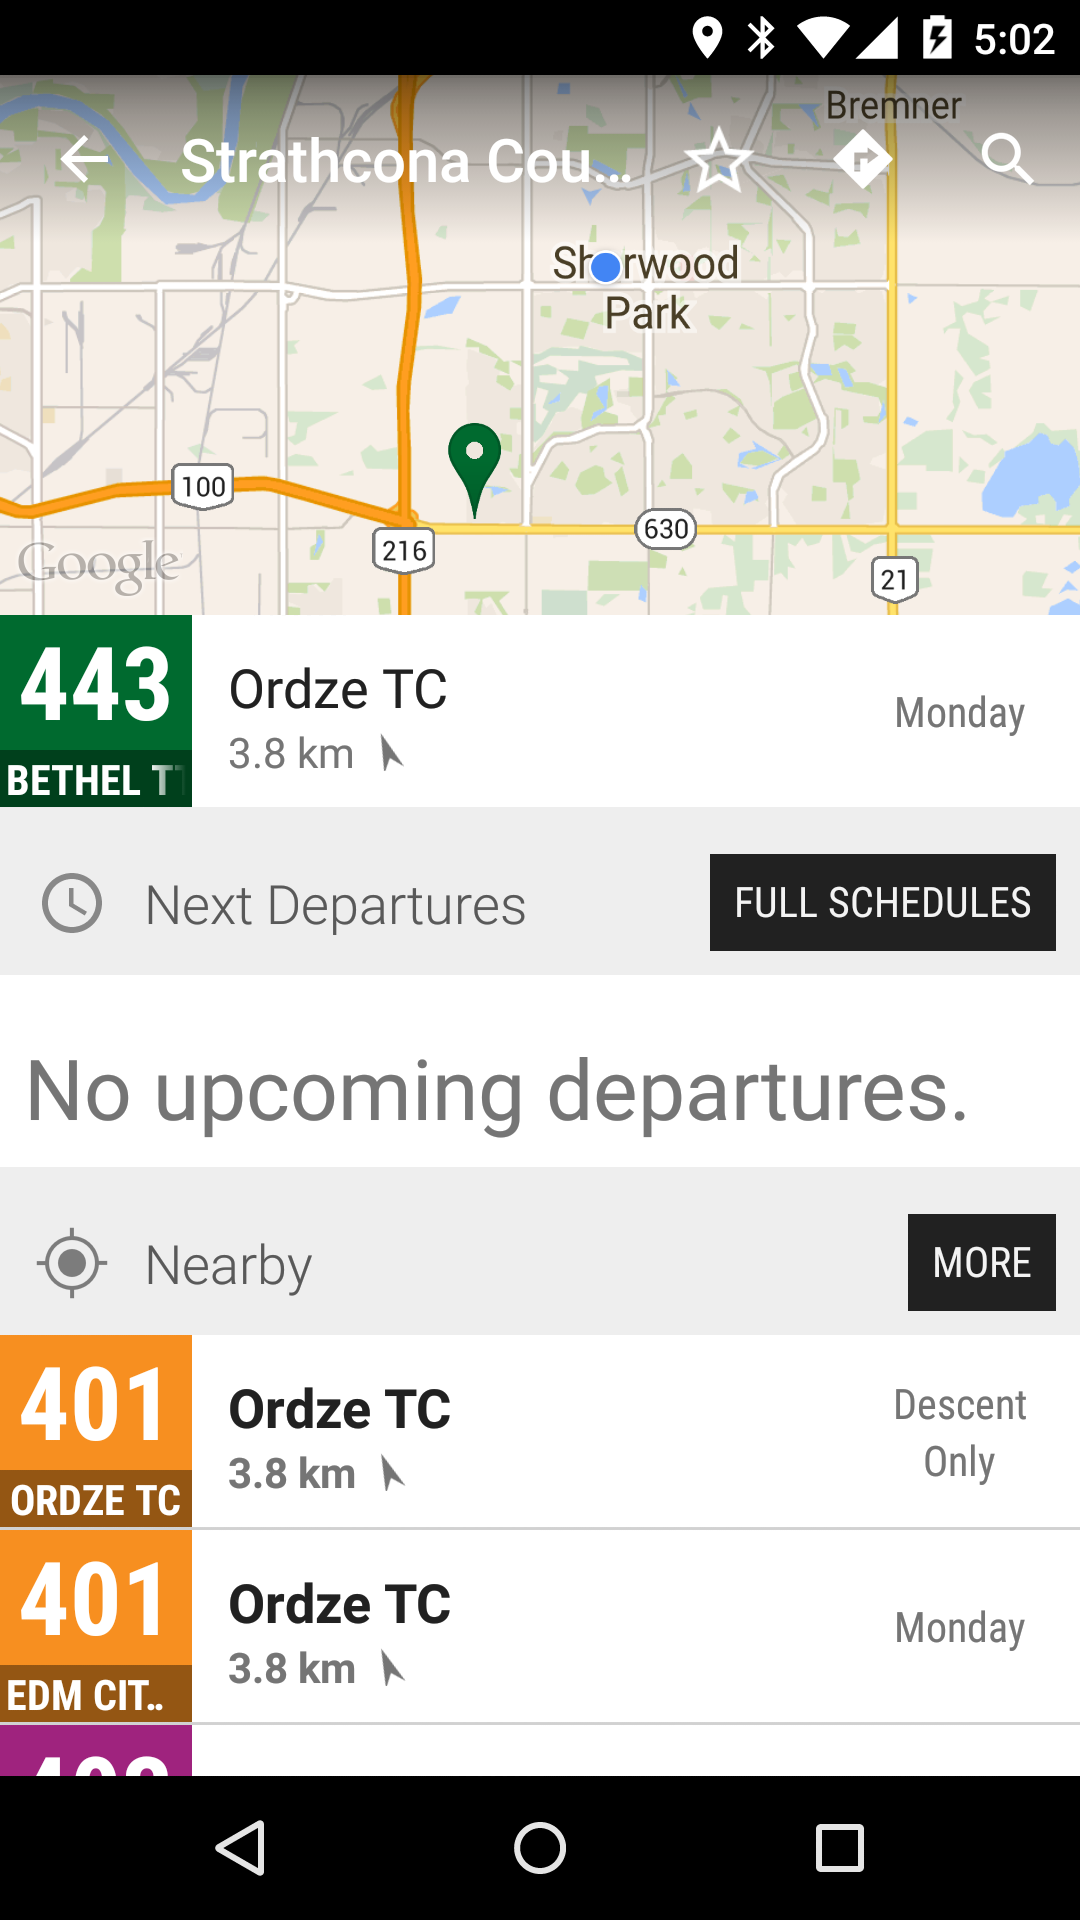 5:02
Bremner
Strathcona Cou...
Sherwood
Park
100
216
630
21
Google
443
BETHEL T
Ordze TC
3.8 km
Monday
Next Departures
FULL SCHEDULES
No upcoming departures.
Nearby
MORE
401
ORDZE TC
Ordze TC
3.8 km
Descent
Only
401
EDM CIT..
Ordze TC
3.8 km
Monday